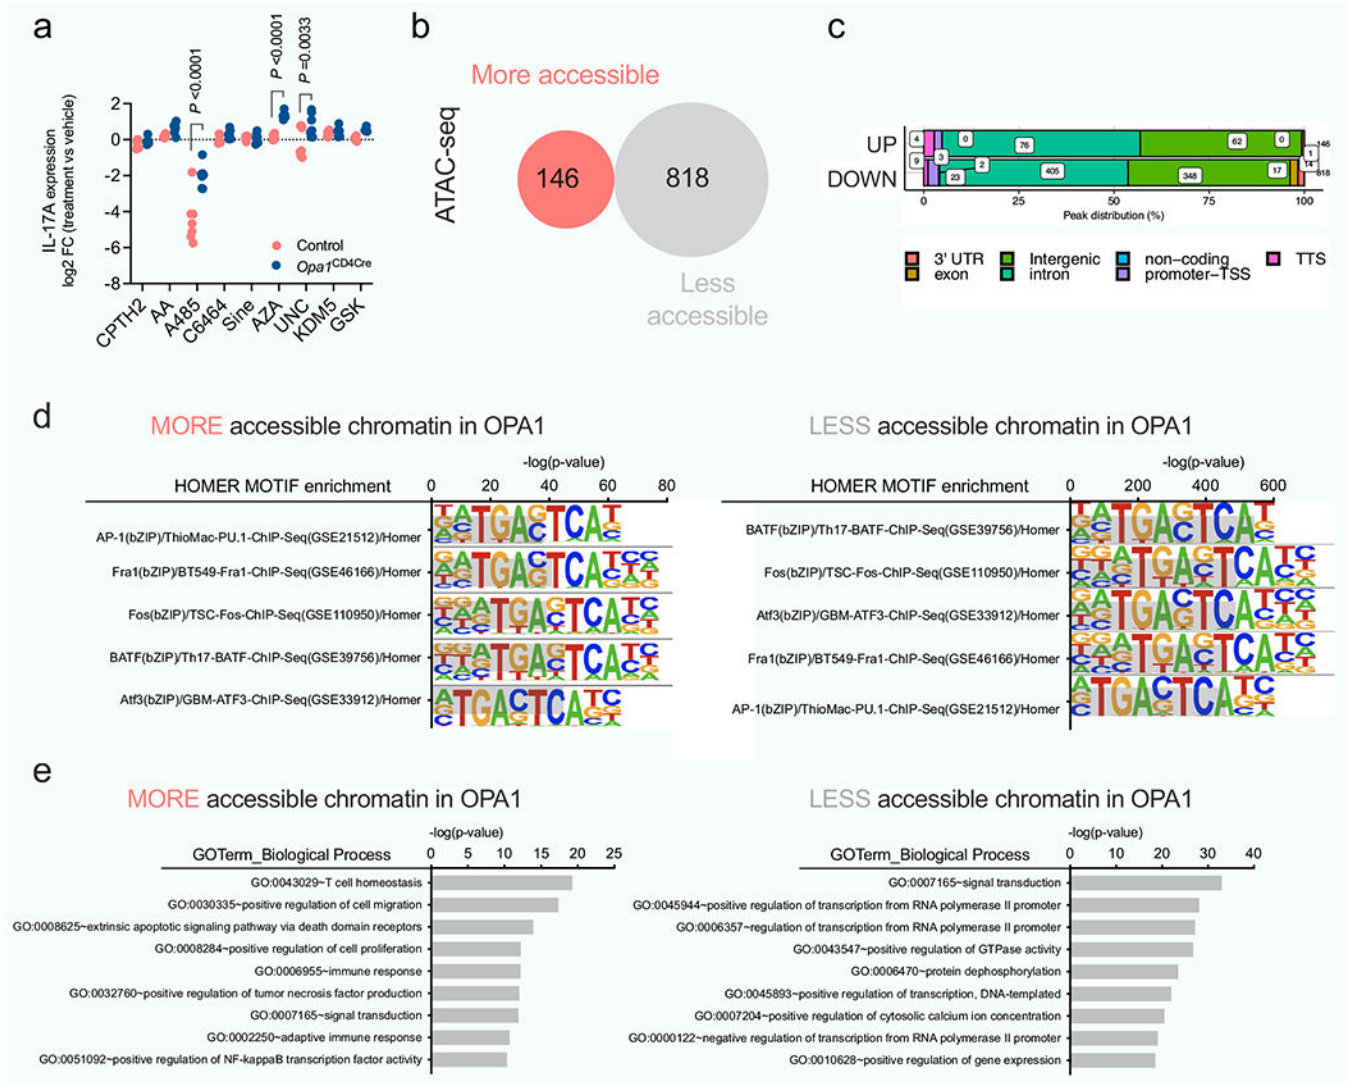 a
IL-17A expression
log2 FC (treatment vs vehicle)
2
0
-2
-4
-6
-8
P <0.0001
P <0.0001
P =0.0033
Control
Opa1CD4Cre
CPTH2
AA
A485
C6464
Sine
AZA
UNC
KDM5
GSK
b
More accessible
ATAC-seq
146
818
Less
accessible
c
UP
DOWN
4
0
76
62
0
1
146
9
3
2
23
405
348
17
14
818
0
25
50
75
100
Peak distribution (%)
3' UTR
Intergenic
non-coding
TTS
exon
intron
promoter-TSS
d
MORE accessible chromatin in OPA1
-log(p-value)
HOMER MOTIF enrichment
0 20 40 60 80
AP-1(bZIP)/ThioMac-PU.1-ChIP-Seq(GSE21512)/Homer
Fra1(bZIP)/BT549-Fra1-ChIP-Seq(GSE46166)/Homer
Fos(bZIP)/TSC-Fos-ChIP-Seq(GSE110950)/Homer
BATF(bZIP)/Th17-BATF-ChIP-Seq(GSE39756)/Homer
Atf3(bZIP)/GBM-ATF3-ChIP-Seq(GSE33912)/Homer
LESS accessible chromatin in OPA1
-log(p-value)
HOMER MOTIF enrichment
0 200 400 600
BATF(bZIP)/Th17-BATF-ChIP-Seq(GSE39756)/Homer
Fos(bZIP)/TSC-Fos-ChIP-Seq(GSE110950)/Homer
Atf3(bZIP)/GBM-ATF3-ChIP-Seq(GSE33912)/Homer
Fra1(bZIP)/BT549-Fra1-ChIP-Seq(GSE46166)/Homer
AP-1(bZIP)/ThioMac-PU.1-ChIP-Seq(GSE21512)/Homer
e
MORE accessible chromatin in OPA1
-log(p-value)
GOTerm_Biological Process
0 5 10 15 20 25
GO:0043029~T cell homeostasis
GO:0030335~positive regulation of cell migration
GO:0008625~extrinsic apoptotic signaling pathway via death domain receptors
GO:0008284~positive regulation of cell proliferation
GO:0006955~immune response
GO:0032760~positive regulation of tumor necrosis factor production
GO:0007165~signal transduction
GO:0002250~adaptive immune response
GO:0051092~positive regulation of NF-kappaB transcription factor activity
LESS accessible chromatin in OPA1
-log(p-value)
GOTerm_Biological Process
0 10 20 30 40
GO:0007165~signal transduction
GO:0045944~positive regulation of transcription from RNA polymerase II promoter
GO:0006357~regulation of transcription from RNA polymerase II promoter
GO:0043547~positive regulation of GTPase activity
GO:0006470~protein dephosphorylation
GO:0045893~positive regulation of transcription, DNA-templated
GO:0007204~positive regulation of cytosolic calcium ion concentration
GO:0000122~negative regulation of transcription from RNA polymerase II promoter
GO:0010628~positive regulation of gene expression